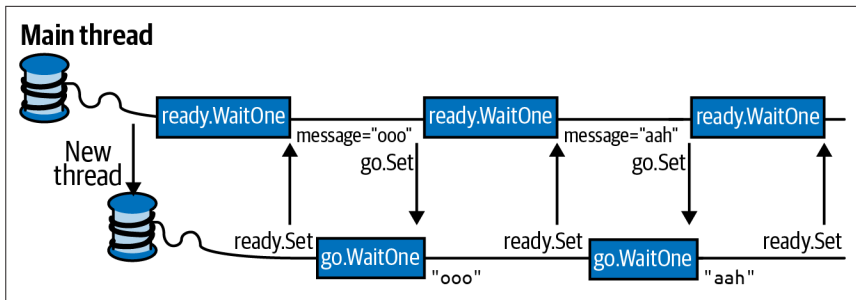 Main thread
ready.WaitOne
ready.WaitOne
ready.WaitOne
message="ooo"
go.Set
message="aah"
go.Set
New
thread
ready.Set
ready.Set
ready.Set
go.WaitOne
go.WaitOne
"ooo"
"aah"